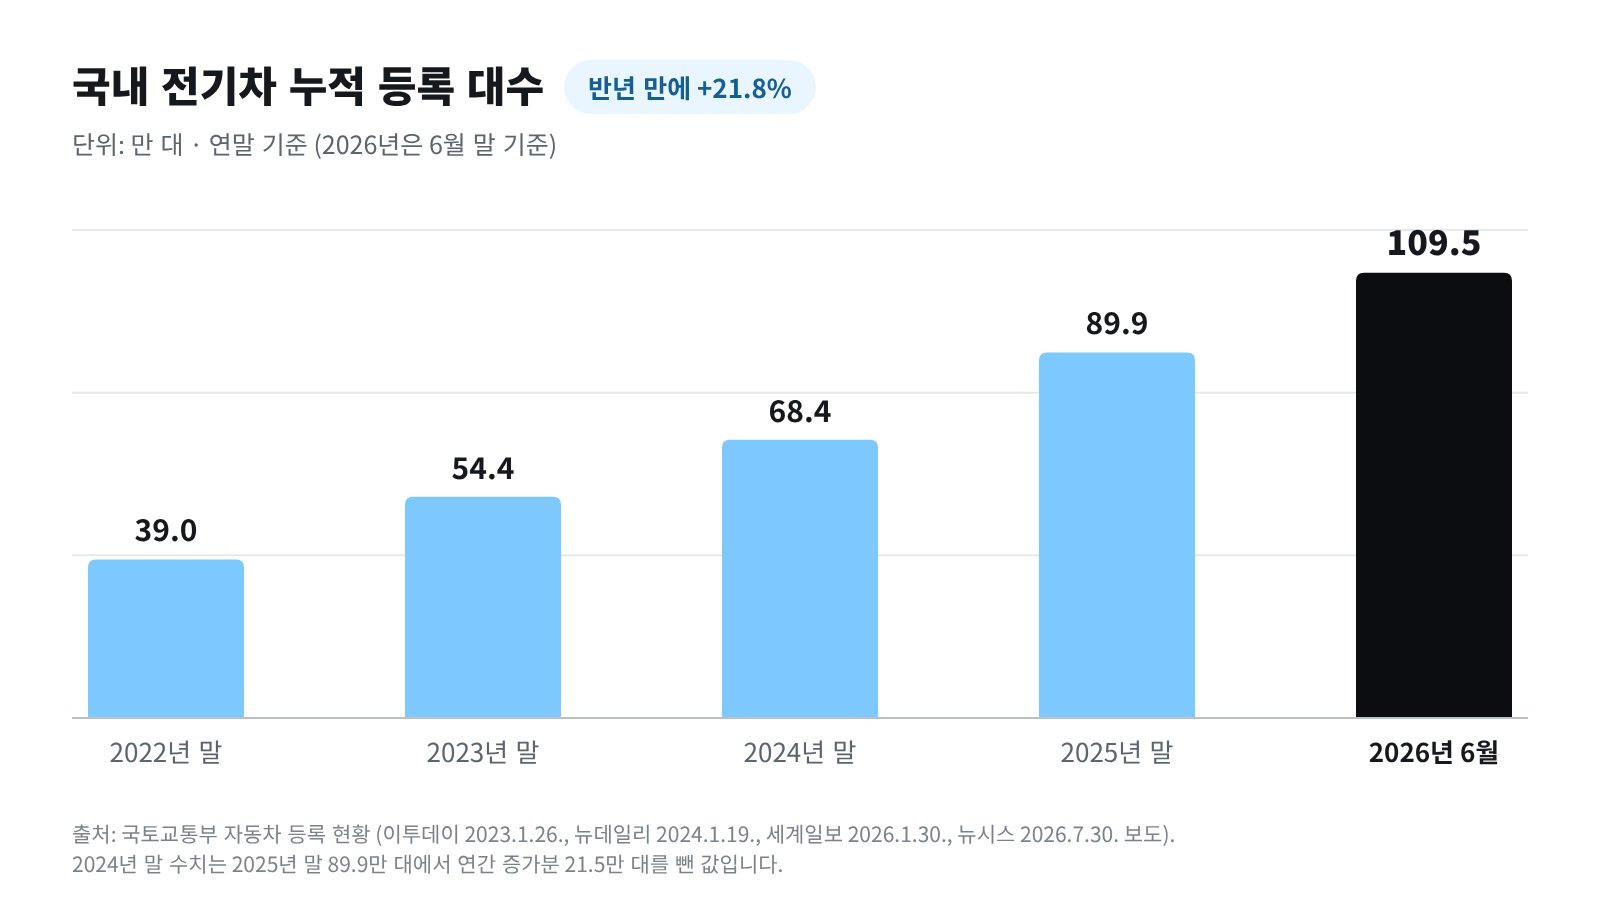 국내 전기차 누적 등록 대수 반년 만에 +21.8%
단위: 만 대 · 연말 기준 (2026년은 6월 말 기준)
109.5
89.9
68.4
54.4
39.0
2022년 말 2023년 말 2024년 말 2025년 말 2026년 6월
출처: 국토교통부 자동차 등록 현황 (이투데이 2023.1.26., 뉴데일리 2024.1.19., 세계일보 2026.1.30., 뉴시스 2026.7.30. 보도).
2024년 말 수치는 2025년 말 89.9만 대에서 연간 증가분 21.5만 대를 뺀 값입니다.